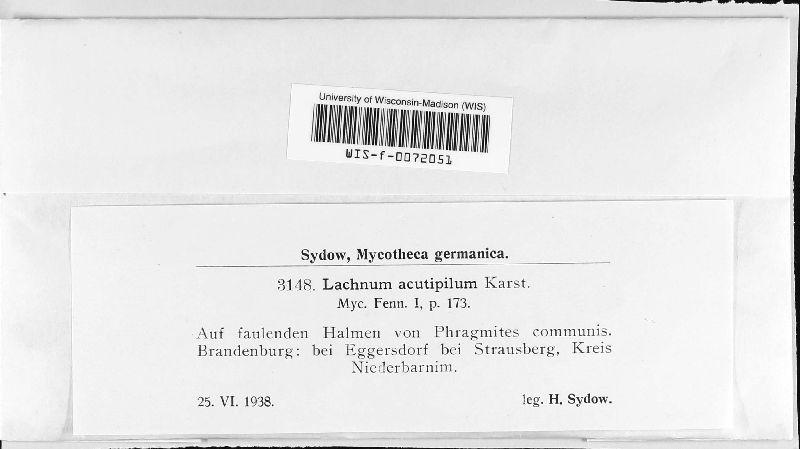 University of Wisconsin-Madison (WIS)
WIS-f-0072051
Sydow, Mycotheca germanica.
3148. Lachnum acutipilum Karst.
Myc. Fenn. I, p. 173.
Auf faulenden Halmen von Phragmites communis.
Brandenburg: bei Eggersdorf bei Strausberg, Kreis
Niederbarnim.
25. VI. 1938. leg. H. Sydow.